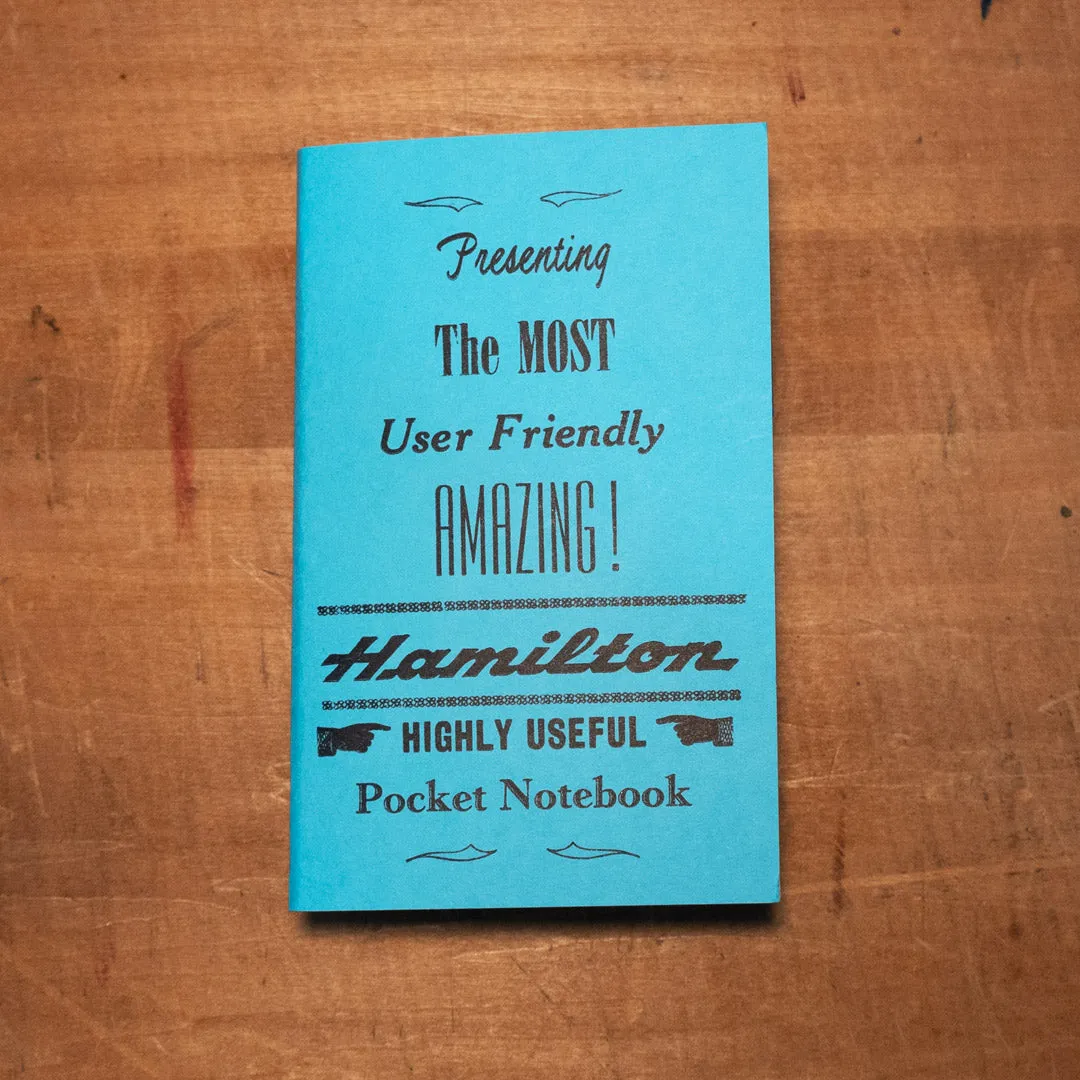 Presenting
The MOST
User Friendly
AMAZING!
Hamilton
HIGHLY USEFUL
Pocket Notebook